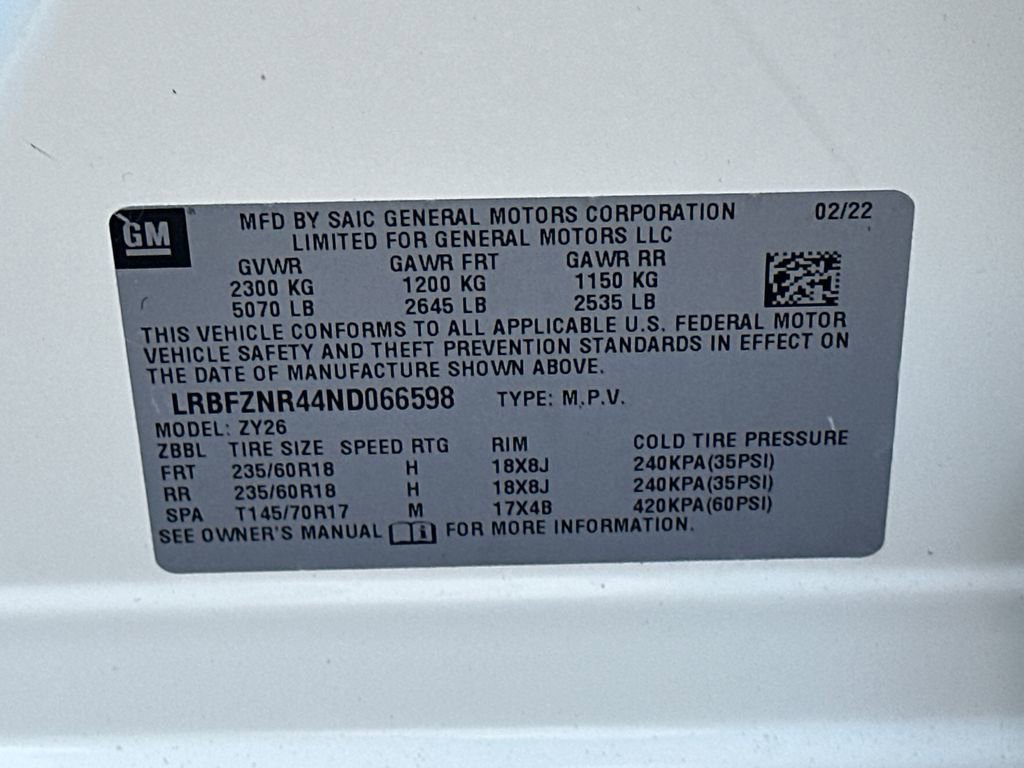 GM
MFD BY SAIC GENERAL MOTORS CORPORATION 02/22
LIMITED FOR GENERAL MOTORS LLC
GVWR GAWR FRT GAWR RR
2300 KG 1200 KG 1150 KG
5070 LB 2645 LB 2535 LB
THIS VEHICLE CONFORMS TO ALL APPLICABLE U.S. FEDERAL MOTOR
VEHICLE SAFETY AND THEFT PREVENTION STANDARDS IN EFFECT ON
THE DATE OF MANUFACTURE SHOWN ABOVE.
LRBFZNR44ND066598 TYPE: M.P.V.
MODEL: ZY26
ZBBL TIRE SIZE SPEED RTG RIM COLD TIRE PRESSURE
FRT 235/60R18 H 18X8J 240KPA(35PSI)
RR 235/60R18 H 18X8J 240KPA(35PSI)
SPA T145/70R17 M 17X4B 420KPA(60PSI)
SEE OWNER'S MANUAL i FOR MORE INFORMATION.